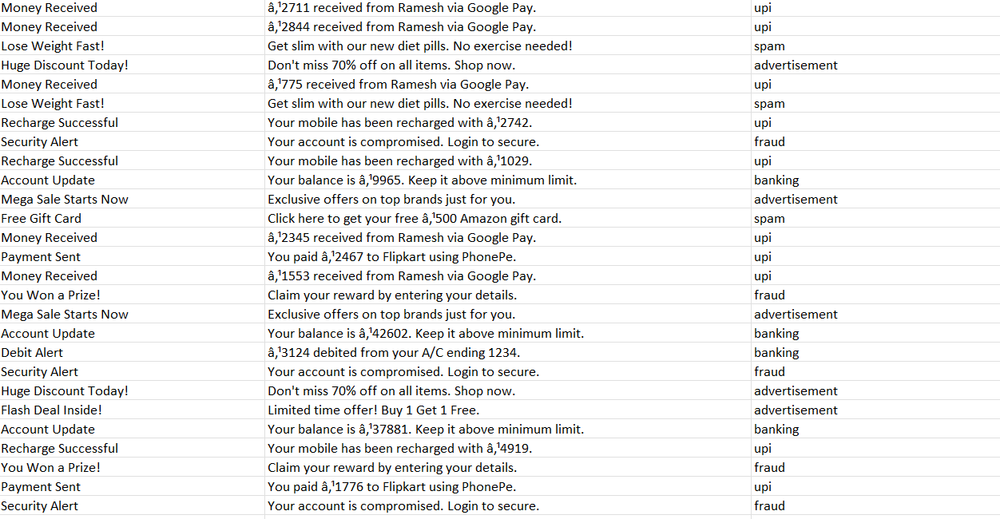 Money Received â‚¹2711 received from Ramesh via Google Pay. upi
Money Received â‚¹2844 received from Ramesh via Google Pay. upi
Lose Weight Fast! Get slim with our new diet pills. No exercise needed! spam
Huge Discount Today! Don't miss 70% off on all items. Shop now. advertisement
Money Received â‚¹775 received from Ramesh via Google Pay. upi
Lose Weight Fast! Get slim with our new diet pills. No exercise needed! spam
Recharge Successful Your mobile has been recharged with â‚¹2742. upi
Security Alert Your account is compromised. Login to secure. fraud
Recharge Successful Your mobile has been recharged with â‚¹1029. upi
Account Update Your balance is â‚¹9965. Keep it above minimum limit. banking
Mega Sale Starts Now Exclusive offers on top brands just for you. advertisement
Free Gift Card Click here to get your free â‚¹500 Amazon gift card. spam
Money Received â‚¹2345 received from Ramesh via Google Pay. upi
Payment Sent You paid â‚¹2467 to Flipkart using PhonePe. upi
Money Received â‚¹1553 received from Ramesh via Google Pay. upi
You Won a Prize! Claim your reward by entering your details. fraud
Mega Sale Starts Now Exclusive offers on top brands just for you. advertisement
Account Update Your balance is â‚¹42602. Keep it above minimum limit. banking
Debit Alert â‚¹3124 debited from your A/C ending 1234. banking
Security Alert Your account is compromised. Login to secure. fraud
Huge Discount Today! Don't miss 70% off on all items. Shop now. advertisement
Flash Deal Inside! Limited time offer! Buy 1 Get 1 Free. advertisement
Account Update Your balance is â‚¹37881. Keep it above minimum limit. banking
Recharge Successful Your mobile has been recharged with â‚¹4919. upi
You Won a Prize! Claim your reward by entering your details. fraud
Payment Sent You paid â‚¹1776 to Flipkart using PhonePe. upi
Security Alert Your account is compromised. Login to secure. fraud